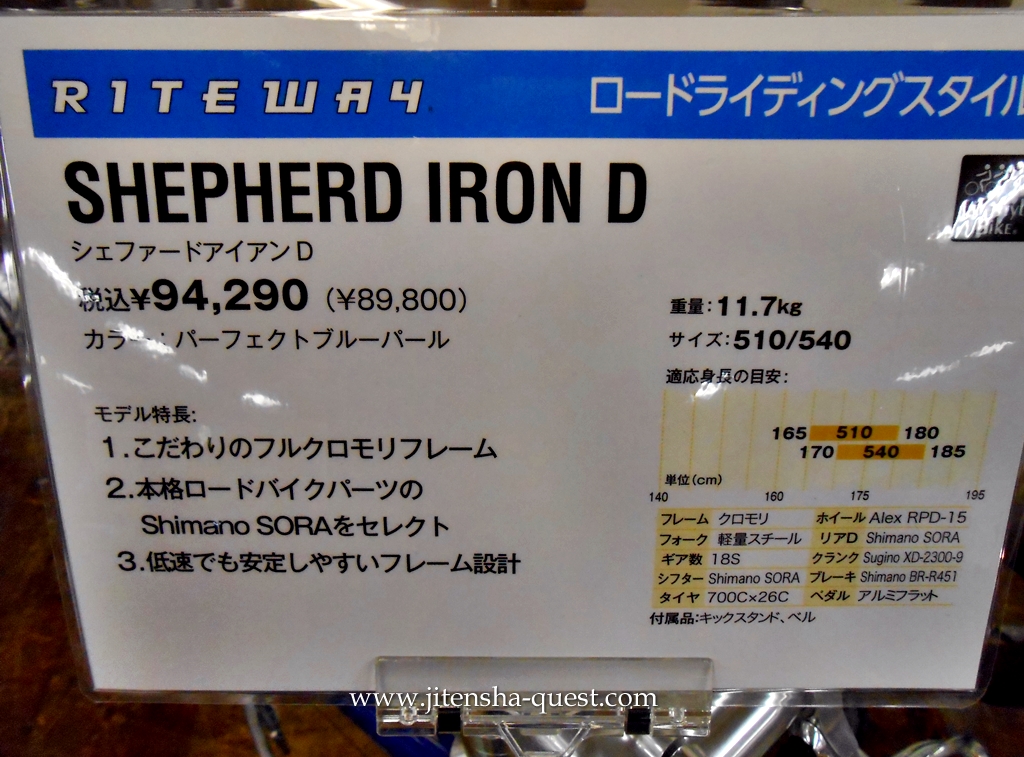 RITEWAY ロードライディングスタイル
SHEPHERD IRON D
シェファードアイアンD
税込¥94,290 (¥89,800)
カラー: パーフェクトブルーパール
重量:11.7kg
サイズ:510/540
適応身長の目安:
165 510 180
170 540 185
単位(cm)
140 160 175 195
モデル特長:
1.こだわりのフルクロモリフレーム
2.本格ロードバイクパーツの
Shimano SORAをセレクト
3.低速でも安定しやすいフレーム設計
フレーム クロモリ ホイール Alex RPD-15
フォーク 軽量スチール リアD Shimano SORA
ギア数 18S クランク Sugino XD-2300-9
シフター Shimano SORA ブレーキ Shimano BR-R451
タイヤ 700C×26C ペダル アルミフラット
付属品:キックスタンド、ベル
www.jitensha-quest.com